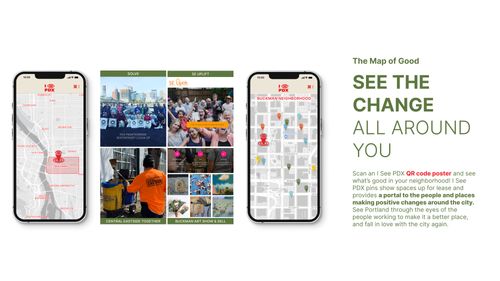 I PDX
SOLVE
SE UPLIFT
SE Uplift
I PDX
BUCKMAN NEIGHBORHOOD
CENTRAL EASTSIDE TOGETHER
BUCKMAN ART SHOW & SELL
The Map of Good
SEE THE
CHANGE
ALL AROUND
YOU
Scan an I See PDX QR code poster and see
what's good in your neighborhood! I See
PDX pins show spaces up for lease and
provides a portal to the people and places
making positive changes around the city.
See Portland through the eyes of the
people working to make it a better place,
and fall in love with the city again.